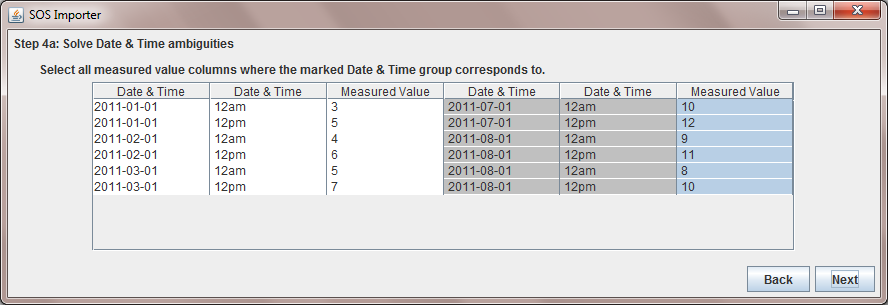 SOS Importer
Step 4a: Solve Date & Time ambiguities
Select all measured value columns where the marked Date & Time group corresponds to.
Date & Time Date & Time Measured Value Date & Time Date & Time Measured Value
2011-01-01 12am 3 2011-07-01 12am 10
2011-01-01 12pm 5 2011-07-01 12pm 12
2011-02-01 12am 4 2011-08-01 12am 9
2011-02-01 12pm 6 2011-08-01 12pm 11
2011-03-01 12am 5 2011-08-01 12am 8
2011-03-01 12pm 7 2011-08-01 12pm 10
Back Next